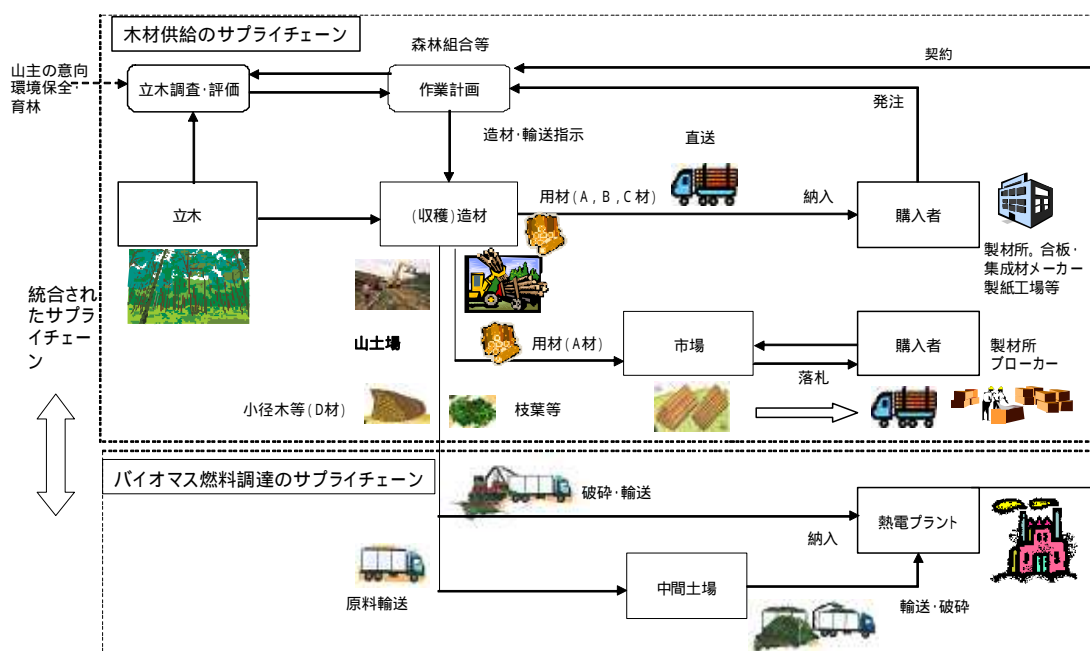 木材供給のサプライチェーン
森林組合等
契約
山主の意向
環境保全・
育林
立木調査・評価
作業計画
発注
造材・輸送指示
直送
立木
(収穫)造材
用材(A,B,C材)
納入
購入者
製材所。合板・
集成材メーカー
製紙工場等
統合され
たサプラ
イチェー
ン
山土場
用材(A材)
市場
購入者
製材所
ブローカー
落札
小径木等(D材)
枝葉等
バイオマス燃料調達のサプライチェーン
破砕・輸送
熱電プラント
納入
原料輸送
中間土場
輸送・破砕